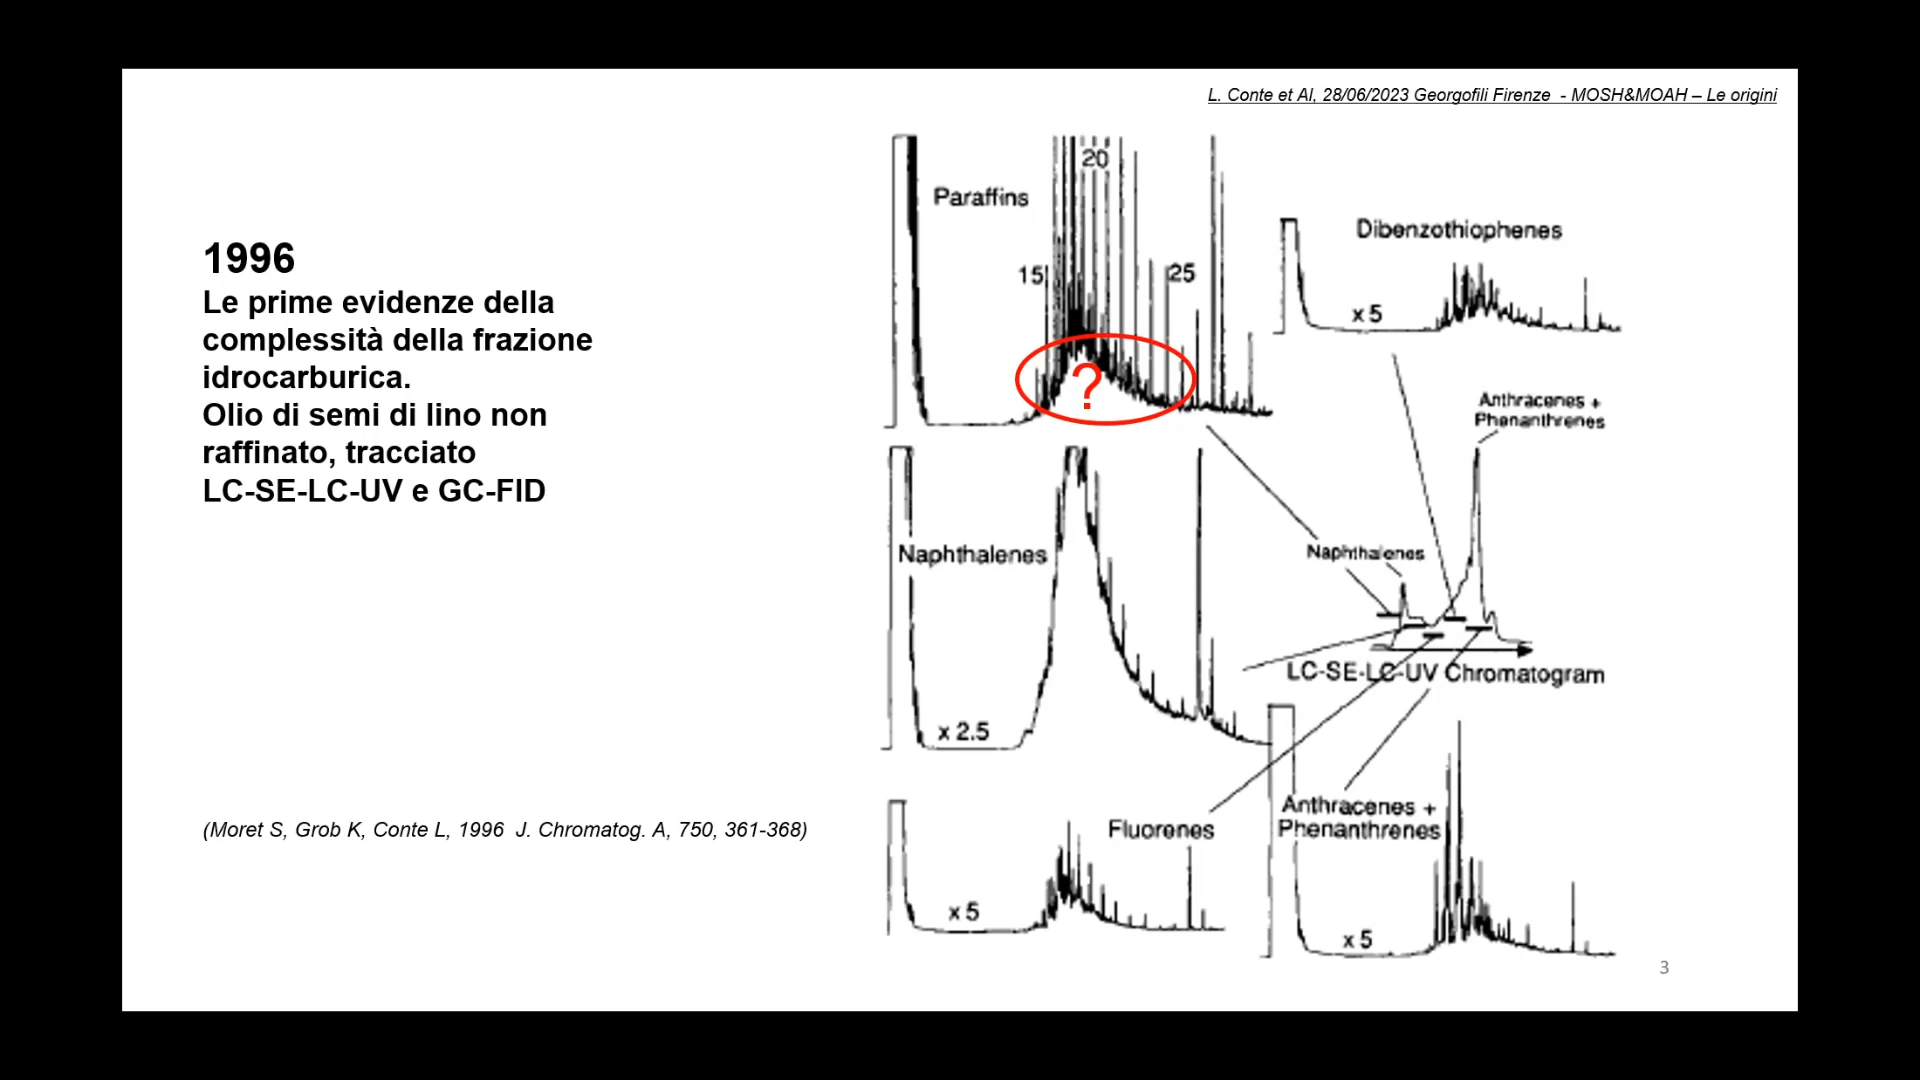 L. Conte et Al, 28/06/2023 Georgofili Firenze - MOSH&MOAH – Le origini
1996
Le prime evidenze della
complessità della frazione
idrocarburica.
Olio di semi di lino non
raffinato, tracciato
LC-SE-LC-UV e GC-FID
(Moret S, Grob K, Conte L, 1996 J. Chromatog. A, 750, 361-368)
20
Paraffins
15
25
?
Dibenzothiophenes
x 5
Anthracenes +
Phenanthrenes
Naphthalenes
Naphthalenes
LC-SE-LC-UV Chromatogram
x 2.5
Fluorenes
x 5
Anthracenes +
Phenanthrenes
x 5
3